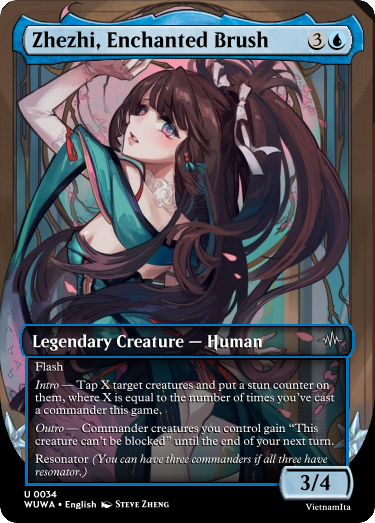 Zhezhi, Enchanted Brush 3
Legendary Creature — Human
Flash
Intro — Tap X target creatures and put a stun counter on
them, where X is equal to the number of times you've cast
a commander this game.
Outro — Commander creatures you control gain “This
creature can't be blocked” until the end of your next turn.
Resonator (You can have three commanders if all three have
resonator.)
3/4
U 0034
WUWA • English STEVE ZHENG
VietnamIta